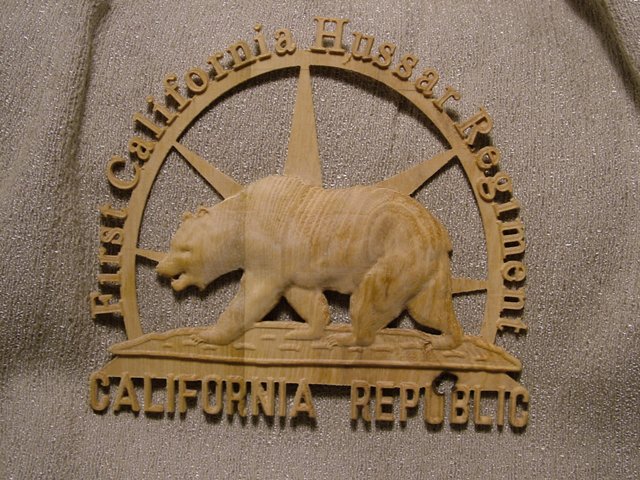 First California Hussar Regiment
CALIFORNIA REPUBLIC